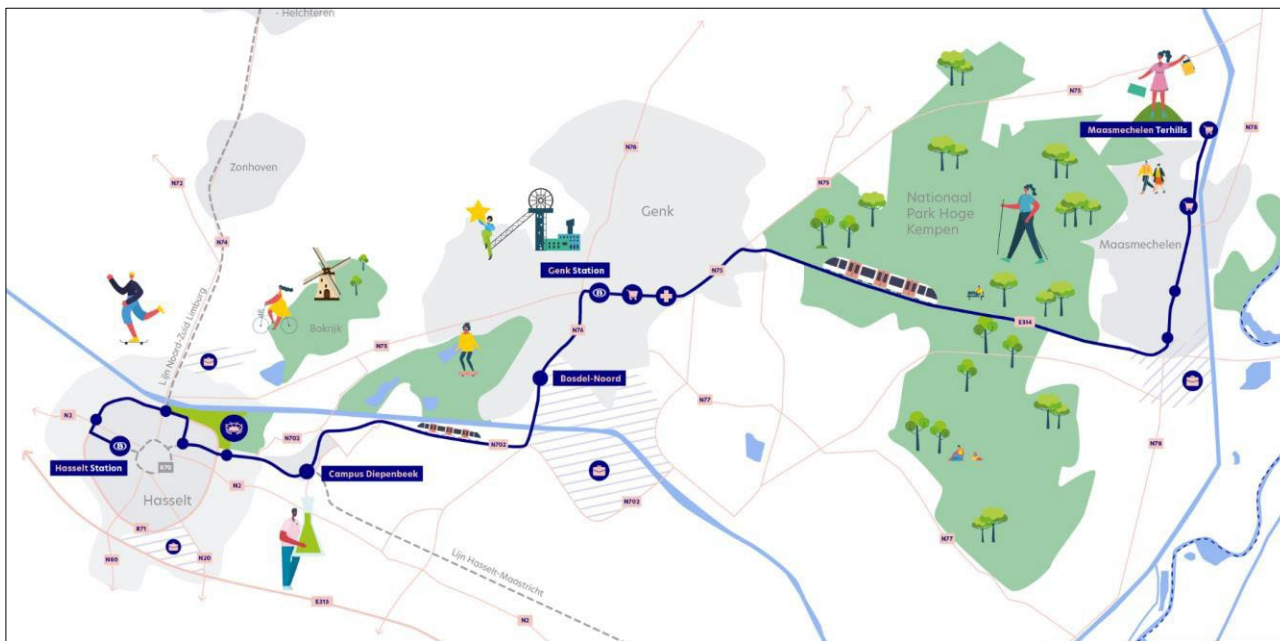 - Helchteren
N75
N78
Maasmechelen Terhills
N76
Zonhoven
N72
N74
N75
Genk
Nationaal
Park Hoge
Kempen
Maasmechelen
Genk Station
B
N75
Lijn Noord-Zuid Limburg
Bokrijk
N76
E314
N75
Bosdel-Noord
N77
N2
N702
N702
N78
B
Hasselt Station
R70
Campus Diepenbeek
N2
Hasselt
N702
R71
N77
N80
N20
Lijn Hasselt-Maastricht
E313
N2